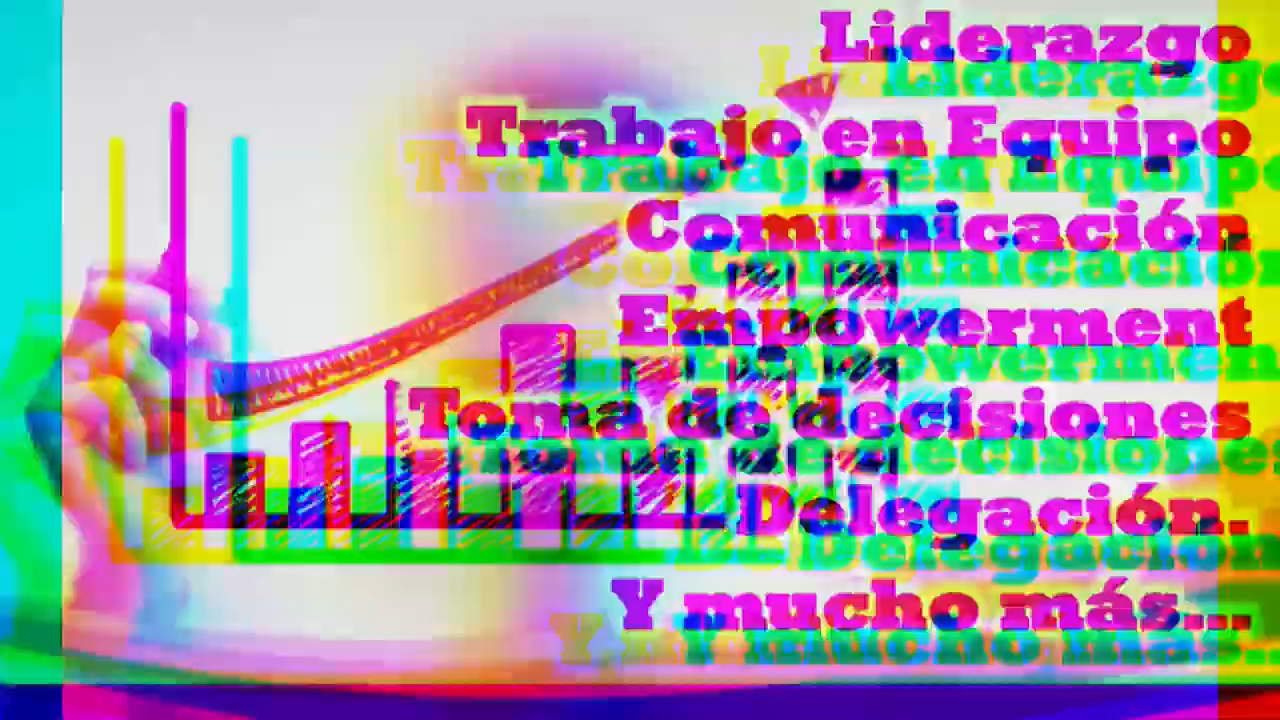 Liderazgo
Trabajo en Equipo
Comunicación
Empowerment
Toma de decisiones
Delegación.
Y mucho más...